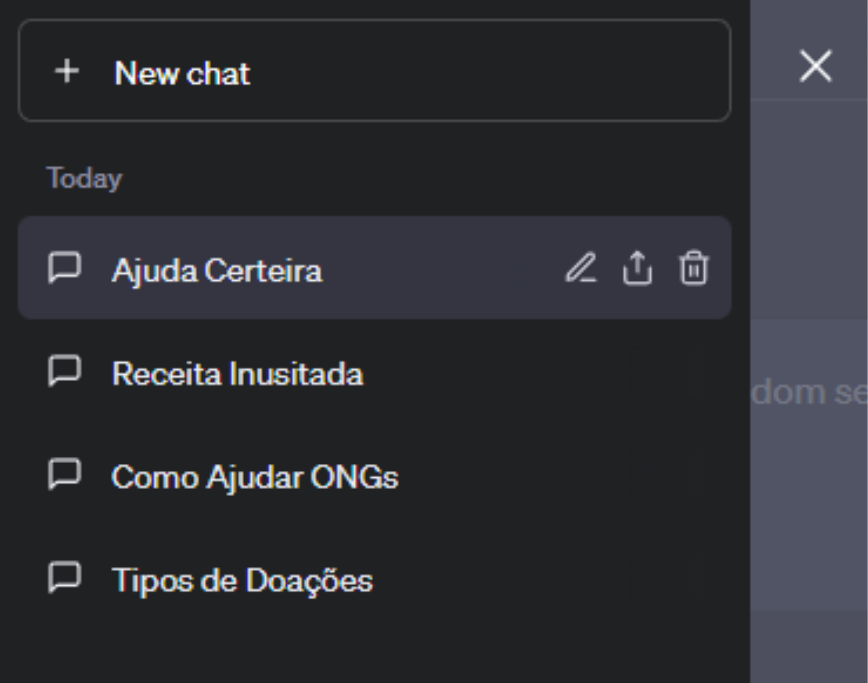 New chat
Today
Ajuda Certeira
Receita Inusitada
dom se
Como Ajudar ONGs
Tipos de Doações